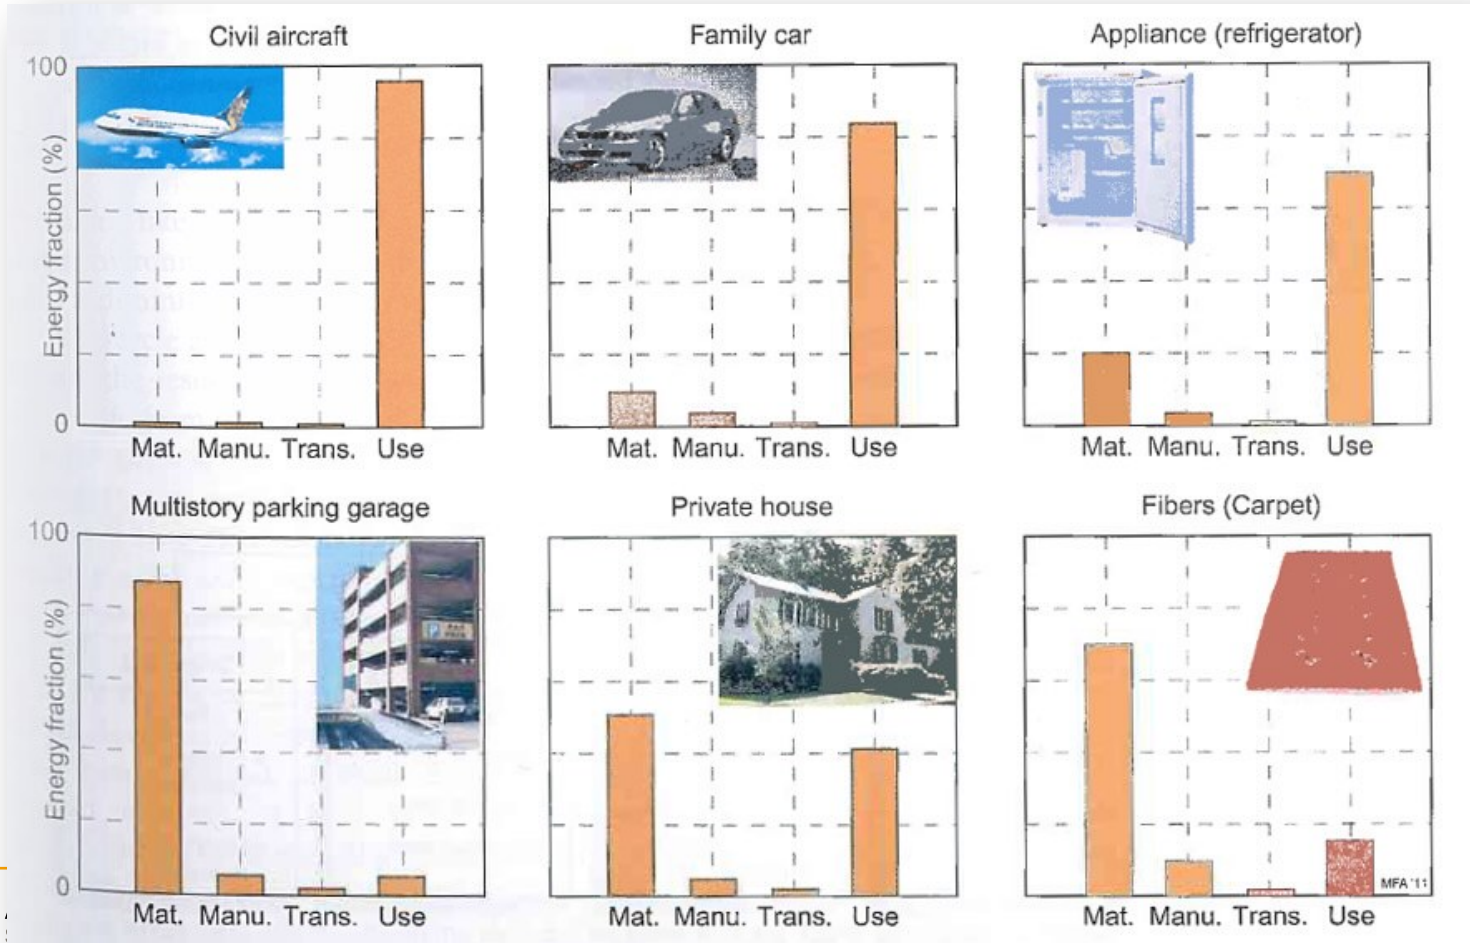 Civil aircraft
Family car
Appliance (refrigerator)
100
Energy fraction (%)
0
Mat. Manu. Trans. Use
Mat. Manu. Trans. Use
Mat. Manu. Trans. Use
Multistory parking garage
Private house
Fibers (Carpet)
100
Energy fraction (%)
0
MFA '11
Mat. Manu. Trans. Use
Mat. Manu. Trans. Use
Mat. Manu. Trans. Use